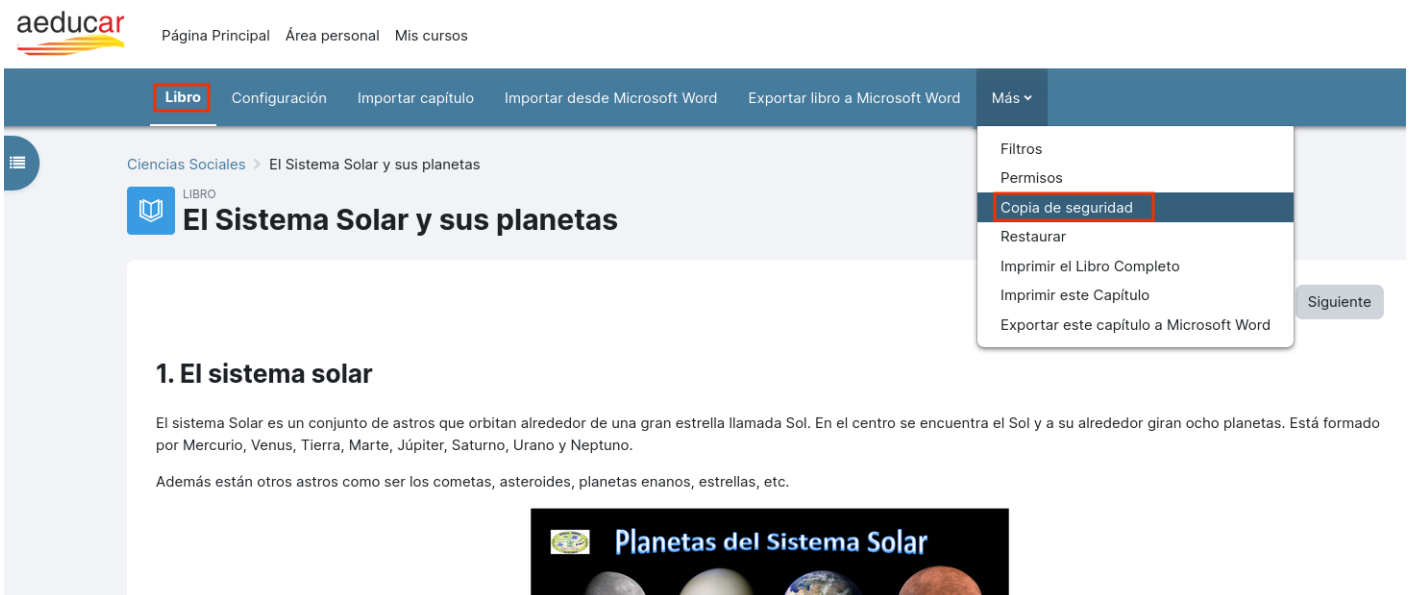 aeducar
Página Principal Área personal Mis cursos
Libro Configuración Importar capítulo Importar desde Microsoft Word Exportar libro a Microsoft Word Más
Filtros
Permisos
Copia de seguridad
Restaurar
Imprimir el Libro Completo
Imprimir este Capítulo
Exportar este capítulo a Microsoft Word
Ciencias Sociales > El Sistema Solar y sus planetas
LIBRO
El Sistema Solar y sus planetas
Siguiente
1. El sistema solar
El sistema Solar es un conjunto de astros que orbitan alrededor de una gran estrella llamada Sol. En el centro se encuentra el Sol y a su alrededor giran ocho planetas. Está formado
por Mercurio, Venus, Tierra, Marte, Júpiter, Saturno, Urano y Neptuno.
Además están otros astros como ser los cometas, asteroides, planetas enanos, estrellas, etc.
Planetas del Sistema Solar